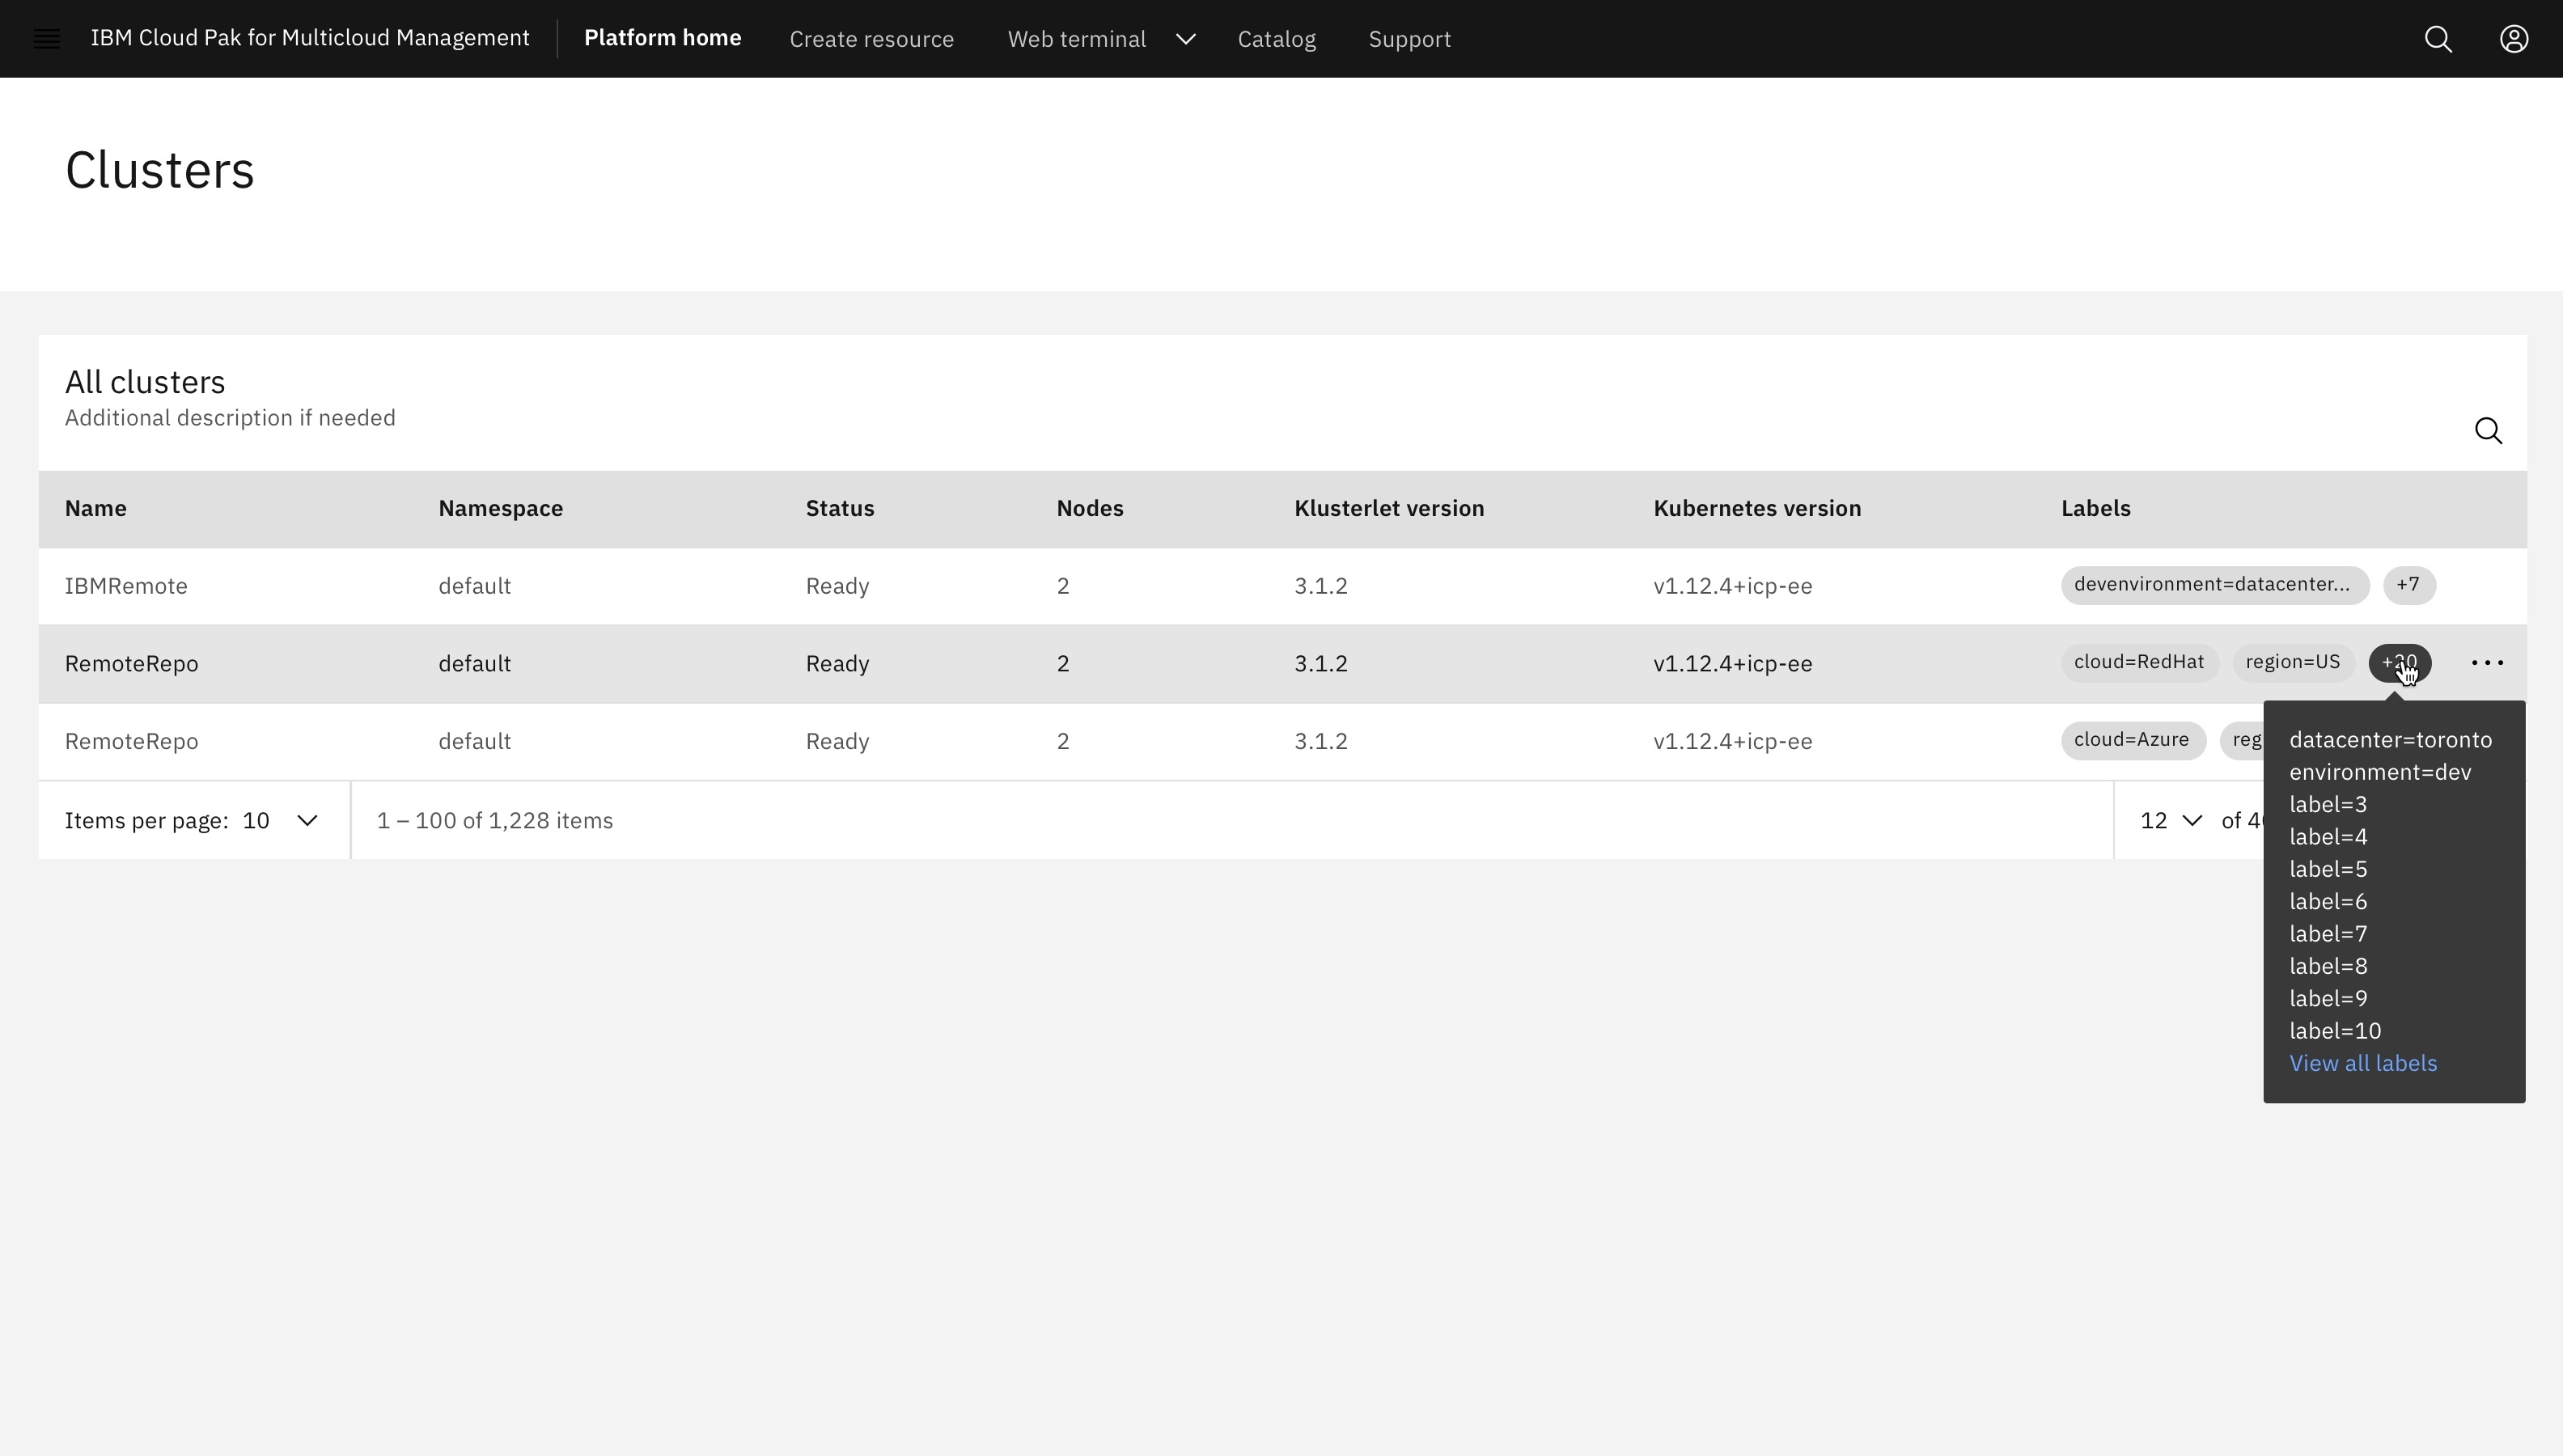 IBM Cloud Pak for Multicloud Management Platform home Create resource Web terminal Catalog Support
Clusters
All clusters
Additional description if needed
Name Namespace Status Nodes Klusterlet version Kubernetes version Labels
IBMRemote default Ready 2 3.1.2 v1.12.4+icp-ee devenvironment=datacenter... +7
RemoteRepo default Ready 2 3.1.2 v1.12.4+icp-ee cloud=RedHat region=US
RemoteRepo default Ready 2 3.1.2 v1.12.4+icp-ee cloud=Azure
Items per page: 10 1 – 100 of 1,228 items 12 of
datacenter=toronto
environment=dev
label=3
label=4
label=5
label=6
label=7
label=8
label=9
label=10
View all labels